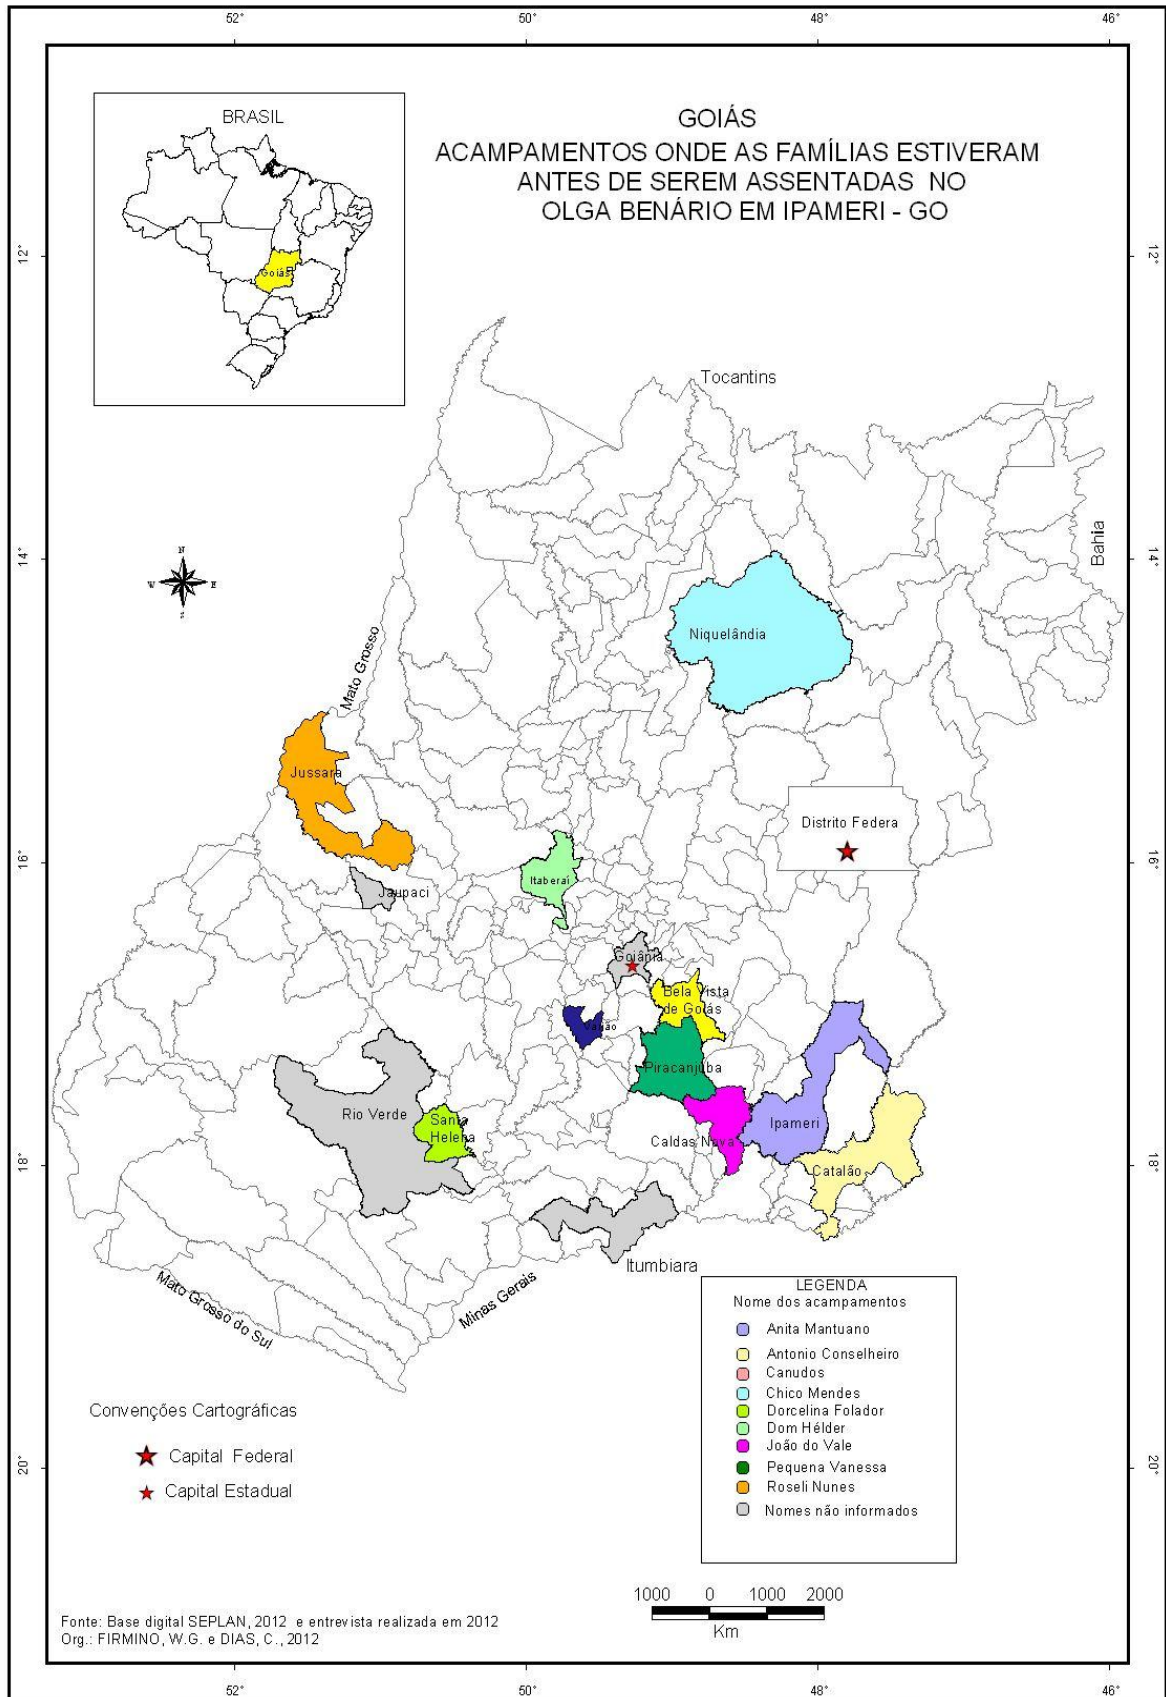 52°
50°
48°
46°
BRASIL
Goiás
GOIÁS
ACAMPAMENTOS ONDE AS FAMÍLIAS ESTIVERAM
ANTES DE SEREM ASSENTADAS NO
OLGA BENÁRIO EM IPAMERI - GO
12°
12°
Tocantins
Bahia
14°
14°
N
W
E
S
Niquelândia
Mato Grosso
Jussara
Distrito Federa
16°
16°
Itaberaí
Jaupaci
Goiânia
Bela Vista
de Goiás
Varjão
Piracanjuba
Rio Verde
Santa
Helena
Ipameri
Caldas Nova
Catalão
18°
18°
Itumbiara
Mato Grosso do Sul
Minas Gerais
LEGENDA
Nome dos acampamentos
Anita Mantuano
Antonio Conselheiro
Canudos
Chico Mendes
Dorcelina Folador
Dom Hélder
João do Vale
Pequena Vanessa
Roseli Nunes
Nomes não informados
Convenções Cartográficas
Capital Federal
Capital Estadual
20°
20°
1000 0 1000 2000
Km
Fonte: Base digital SEPLAN, 2012 e entrevista realizada em 2012
Org.: FIRMINO, W.G. e DIAS, C., 2012
52°
50°
48°
46°